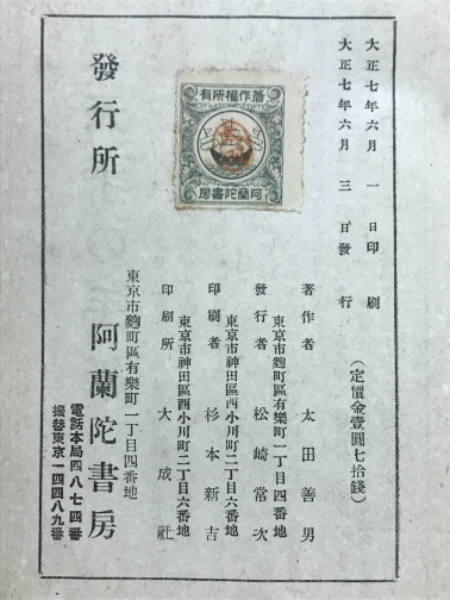 大正七年六月一日印刷
大正七年六月三日發行
（定價金壹圓七拾錢）
著作者　太田善男
東京市麴町區有樂町一丁目四番地
發行者　松崎常次
東京市神田區西小川町二丁目六番地
印刷者　杉本新吉
東京市神田區西小川町二丁目六番地
印刷所　大成社
著作權所有
阿蘭陀書房
東京市麴町區有樂町一丁目四番地
發行所　阿蘭陀書房
電話本局四八七四番
振替東京一四四八九番